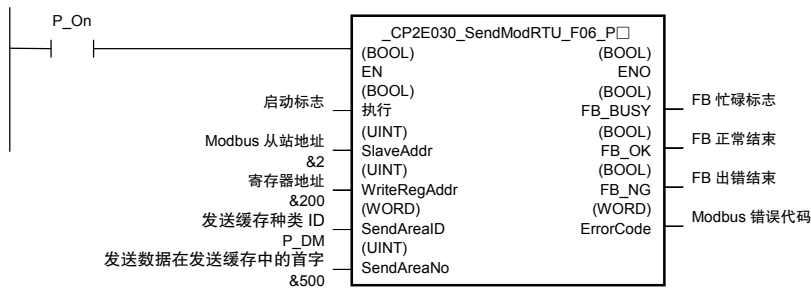 P_On
_CP2E030_SendModRTU_F06_P□
(BOOL) (BOOL)
EN ENO
(BOOL) (BOOL)
启动标志 执行 FB_BUSY FB 忙碌标志
(UINT) (BOOL)
Modbus 从站地址 SlaveAddr FB_OK FB 正常结束
&2
(UINT) (BOOL)
寄存器地址 WriteRegAddr FB_NG FB 出错结束
&200
(WORD) (WORD)
发送缓存种类 ID SendAreaID ErrorCode Modbus 错误代码
P_DM
(UINT)
发送数据在发送缓存中的首字 SendAreaNo
&500